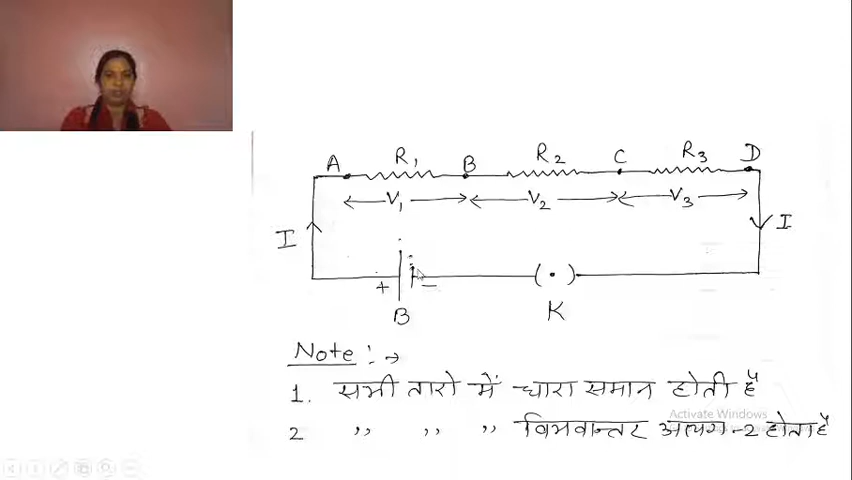 A R₁ B R₂ C R₃ D
V₁ V₂ V₃
I I
+ −
B K
Note :→
1. सभी तारो में धारा समान होती है
Activate Windows
2 ,, ,, ,, विभवान्तर अलग -2 होता है